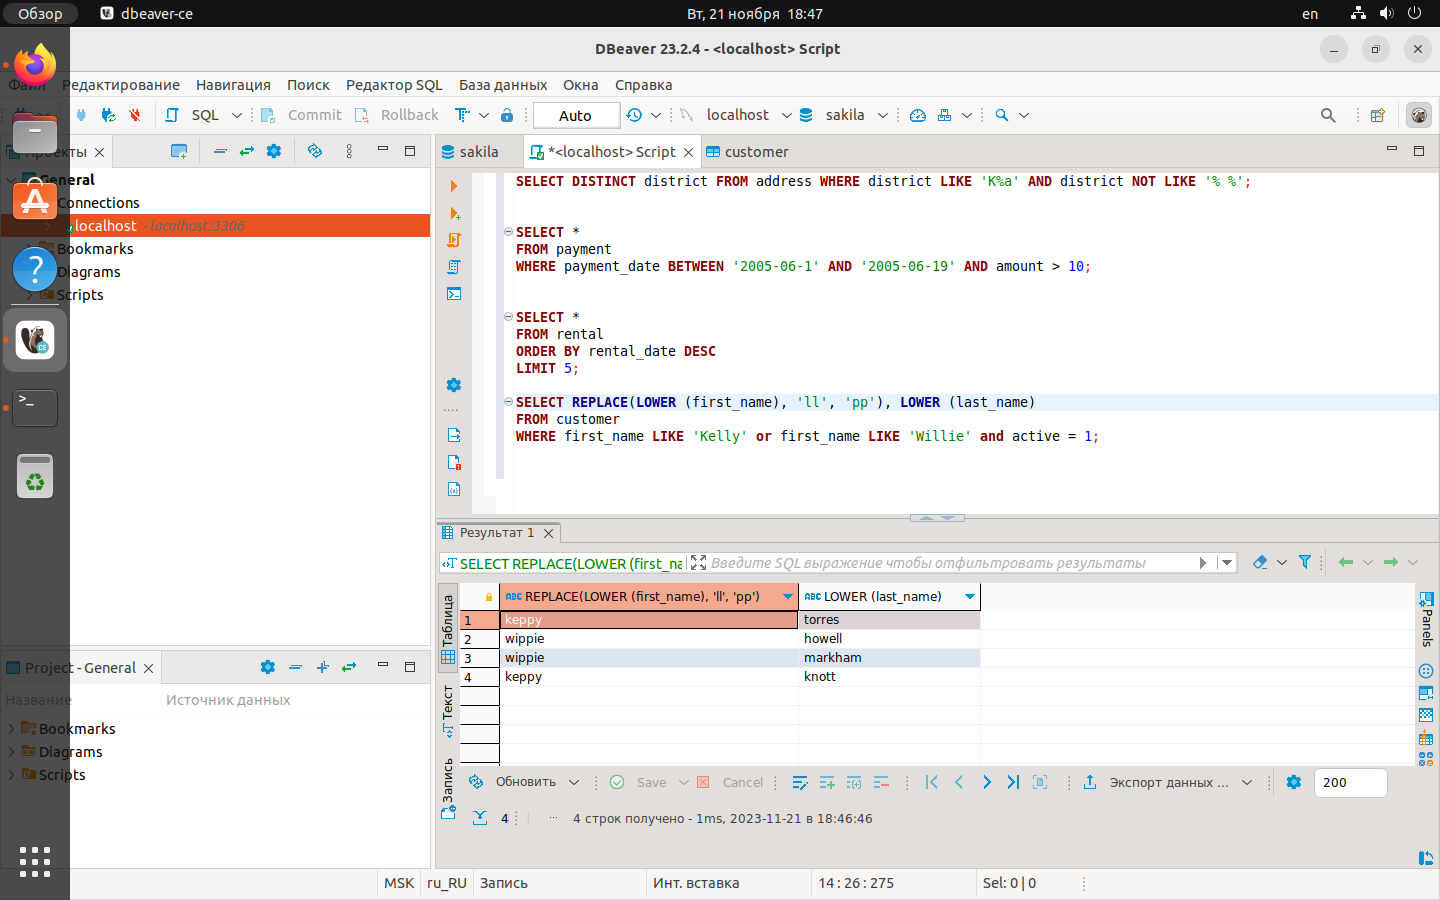 Обзор
dbeaver-ce
Вт, 21 ноября 18:47
en
DBeaver 23.2.4 - <localhost> Script
Файл
Редактирование
Навигация
Поиск
Редактор SQL
База данных
Окна
Справка
SQL
Commit
Rollback
Auto
localhost
sakila
Проекты
sakila
*<localhost> Script
customer
General
Connections
localhost - localhost:3306
Bookmarks
Diagrams
Scripts
SELECT DISTINCT district FROM address WHERE district LIKE 'K%a' AND district NOT LIKE '% %';
SELECT *
FROM payment
WHERE payment_date BETWEEN '2005-06-1' AND '2005-06-19' AND amount > 10;
SELECT *
FROM rental
ORDER BY rental_date DESC
LIMIT 5;
SELECT REPLACE(LOWER (first_name), 'll', 'pp'), LOWER (last_name)
FROM customer
WHERE first_name LIKE 'Kelly' or first_name LIKE 'Willie' and active = 1;
Результат 1
SELECT REPLACE(LOWER (first_na
Введите SQL выражение чтобы отфильтровать результаты
REPLACE(LOWER (first_name), 'll', 'pp')
LOWER (last_name)
1 keppy torres
2 wippie howell
3 wippie markham
4 keppy knott
Таблица
Текст
Запись
Panels
Обновить
Save
Cancel
Экспорт данных ...
200
4
4 строк получено - 1ms, 2023-11-21 в 18:46:46
Project - General
Название
Источник данных
Bookmarks
Diagrams
Scripts
MSK
ru_RU
Запись
Инт. вставка
14 : 26 : 275
Sel: 0 | 0